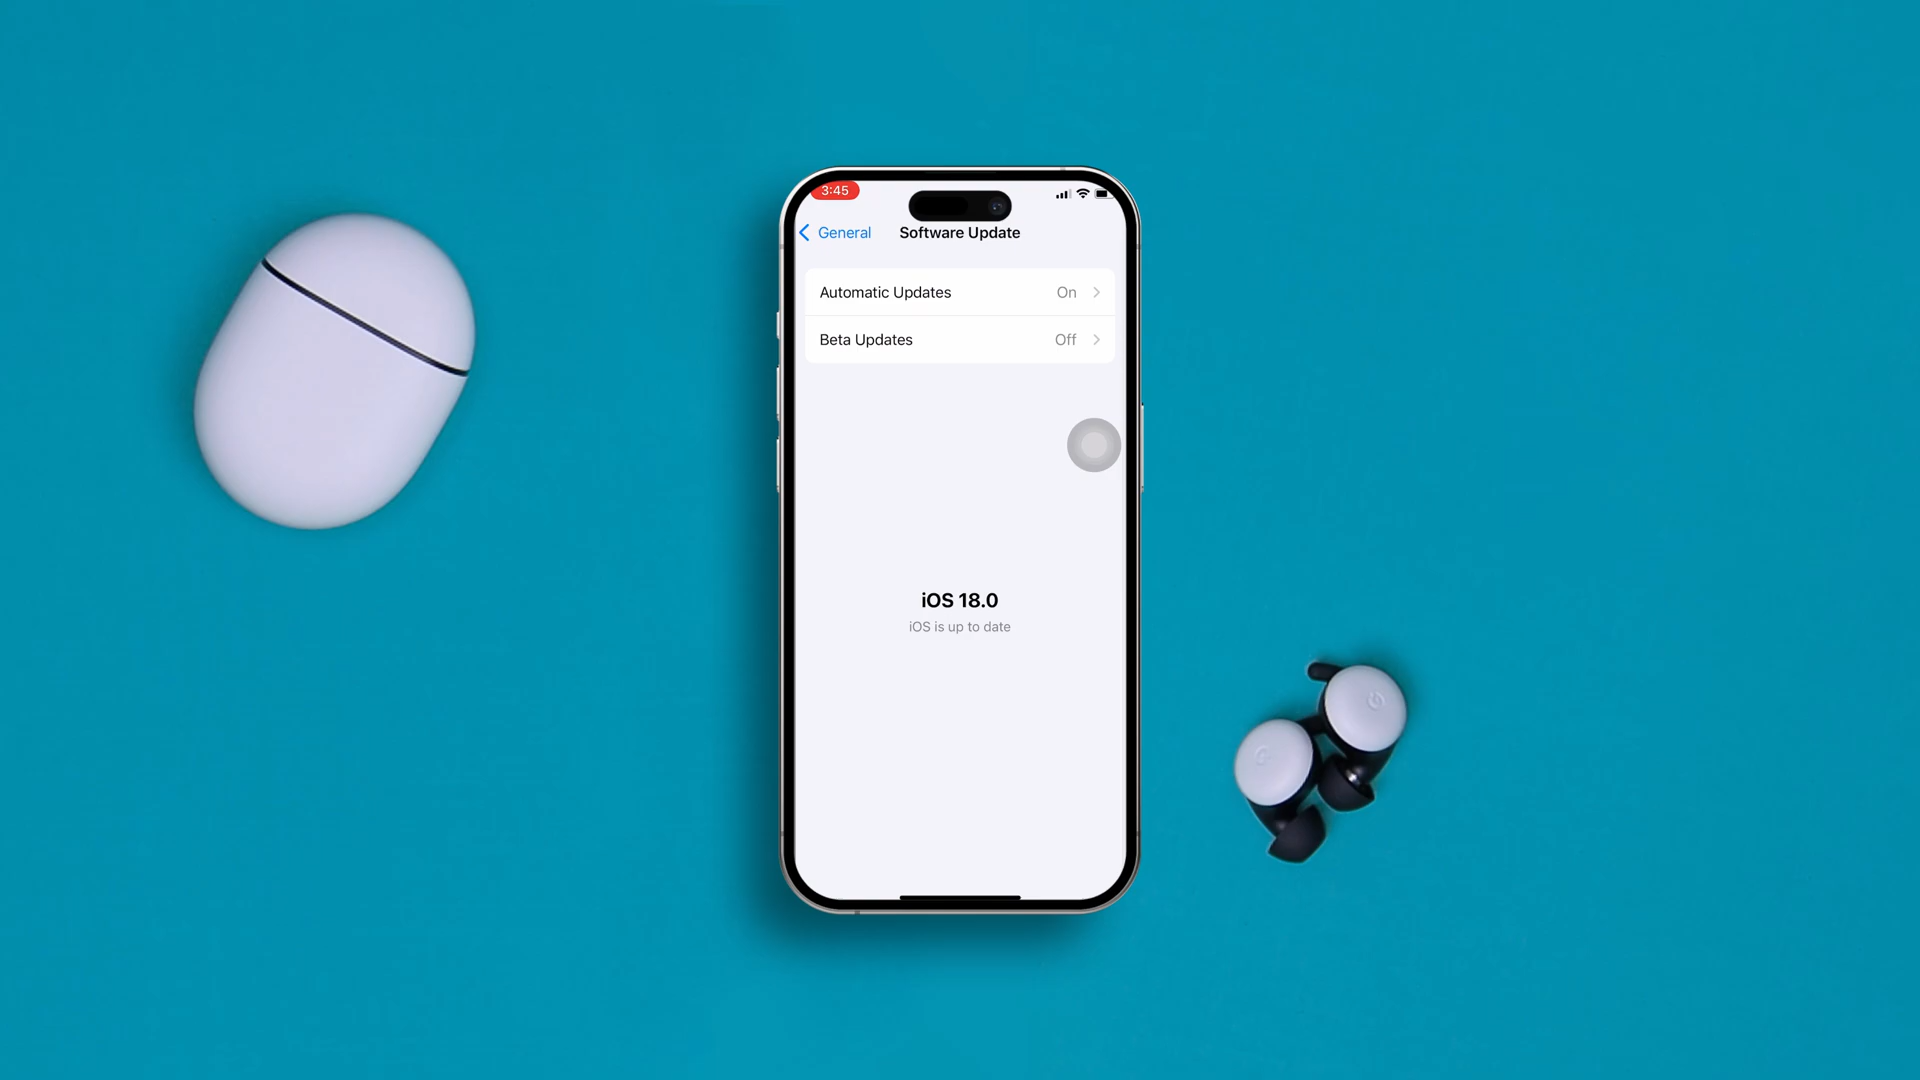 3:45
General
Software Update
Automatic Updates On
Beta Updates Off
iOS 18.0
iOS is up to date